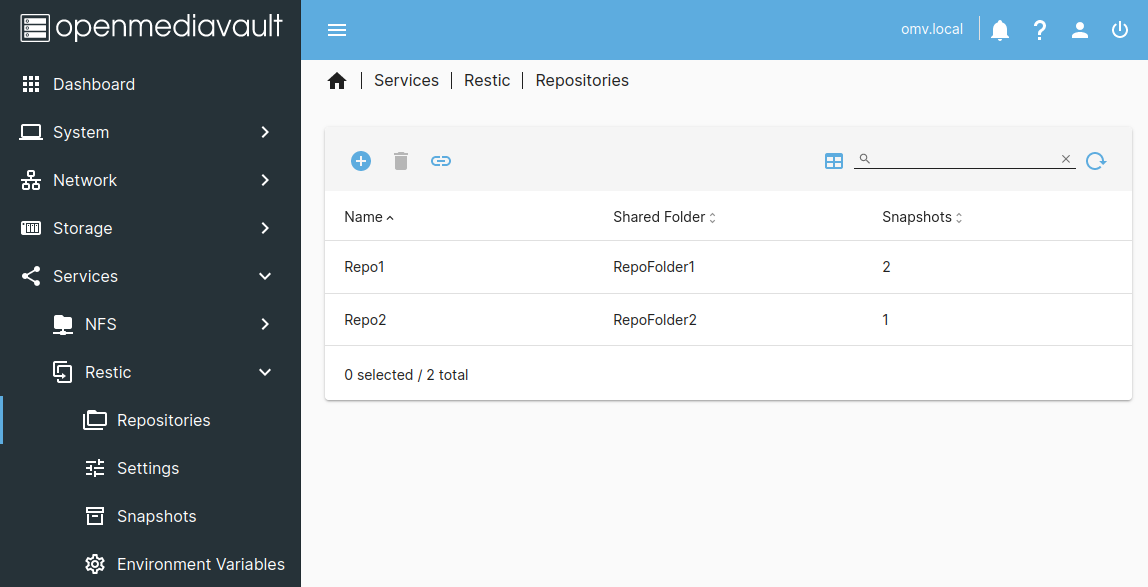 openmediavault
omv.local
Dashboard
System
Network
Storage
Services
NFS
Restic
Repositories
Settings
Snapshots
Environment Variables
Services | Restic | Repositories
Name Shared Folder Snapshots
Repo1 RepoFolder1 2
Repo2 RepoFolder2 1
0 selected / 2 total